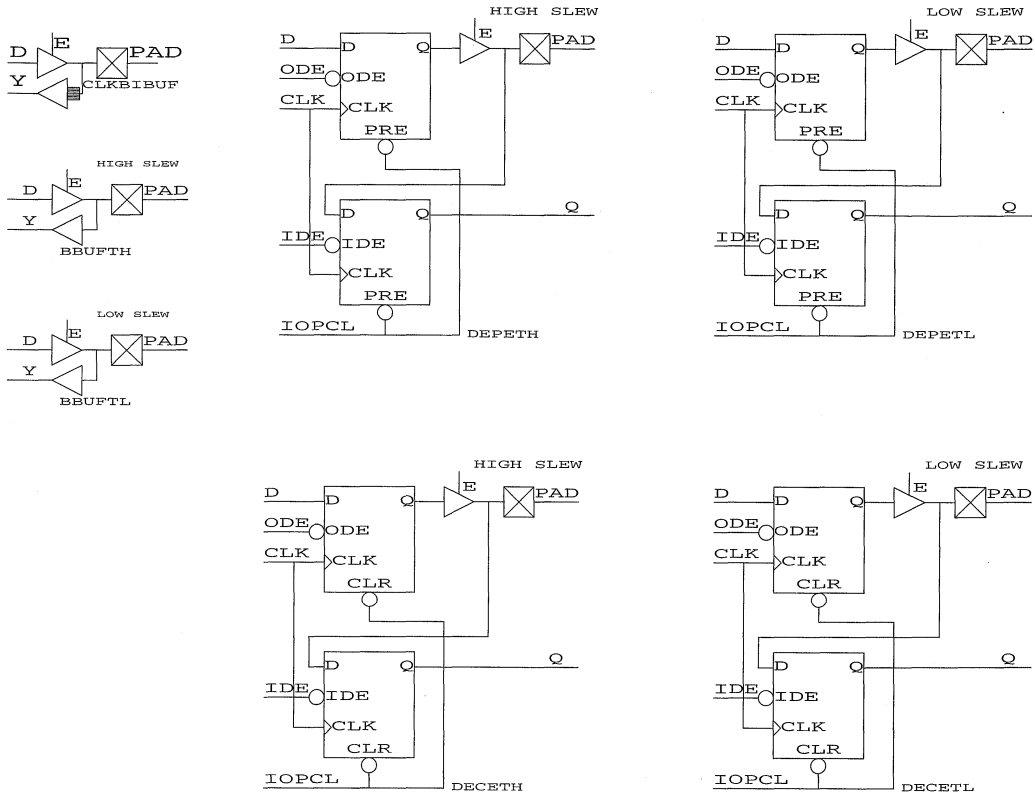 E
D
PAD
Y
CLKBIBUF
HIGH SLEW
E
D
PAD
Y
BBUFTH
LOW SLEW
E
D
PAD
Y
BBUFTL
HIGH SLEW
E
D
D
Q
PAD
ODE
ODE
CLK
CLK
PRE
D
Q
Q
IDE
IDE
CLK
PRE
IOPCL
DEPETH
LOW SLEW
E
D
D
Q
PAD
ODE
ODE
CLK
CLK
PRE
D
Q
Q
IDE
IDE
CLK
PRE
IOPCL
DEPETL
HIGH SLEW
E
D
D
Q
PAD
ODE
ODE
CLK
CLK
CLR
D
Q
Q
IDE
IDE
CLK
CLR
IOPCL
DECETH
LOW SLEW
E
D
D
Q
PAD
ODE
ODE
CLK
CLK
CLR
D
Q
Q
IDE
IDE
CLK
CLR
IOPCL
DECETL